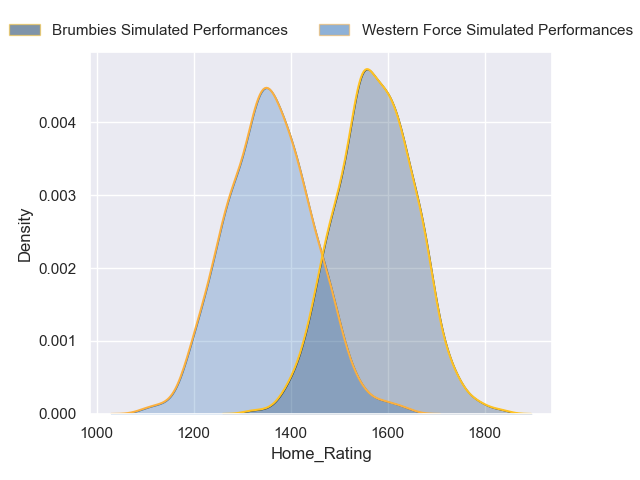 Brumbies Simulated Performances Western Force Simulated Performances
0.004
0.003
0.002
0.001
0.000
Density
1000 1200 1400 1600 1800
Home_Rating